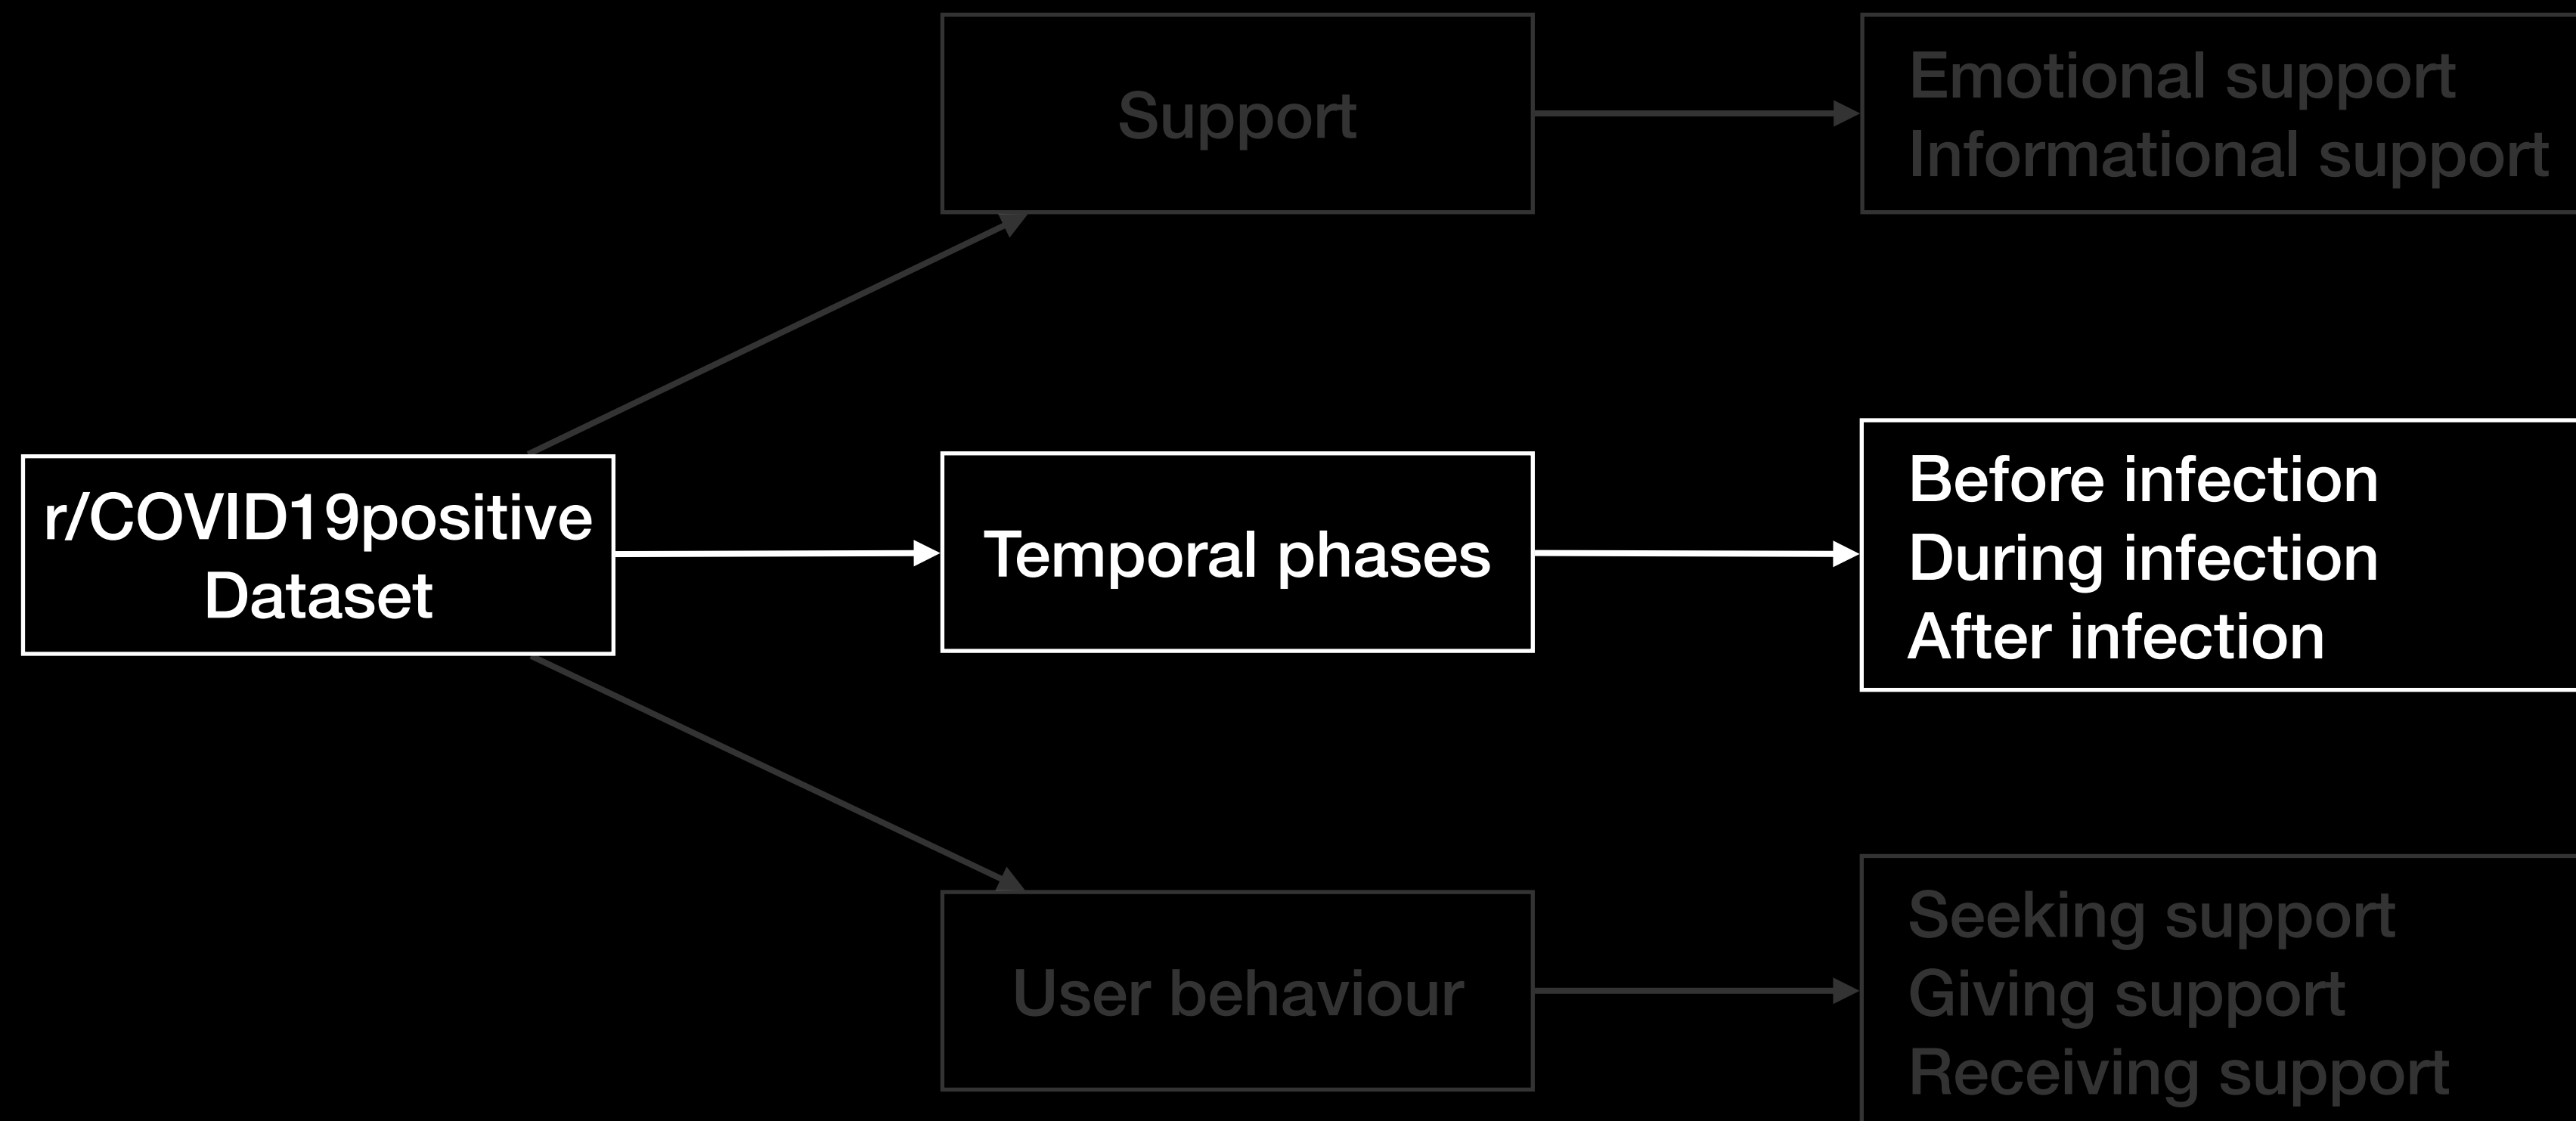 Support
Emotional support
Informational support
r/COVID19positive
Dataset
Temporal phases
Before infection
During infection
After infection
User behaviour
Seeking support
Giving support
Receiving support